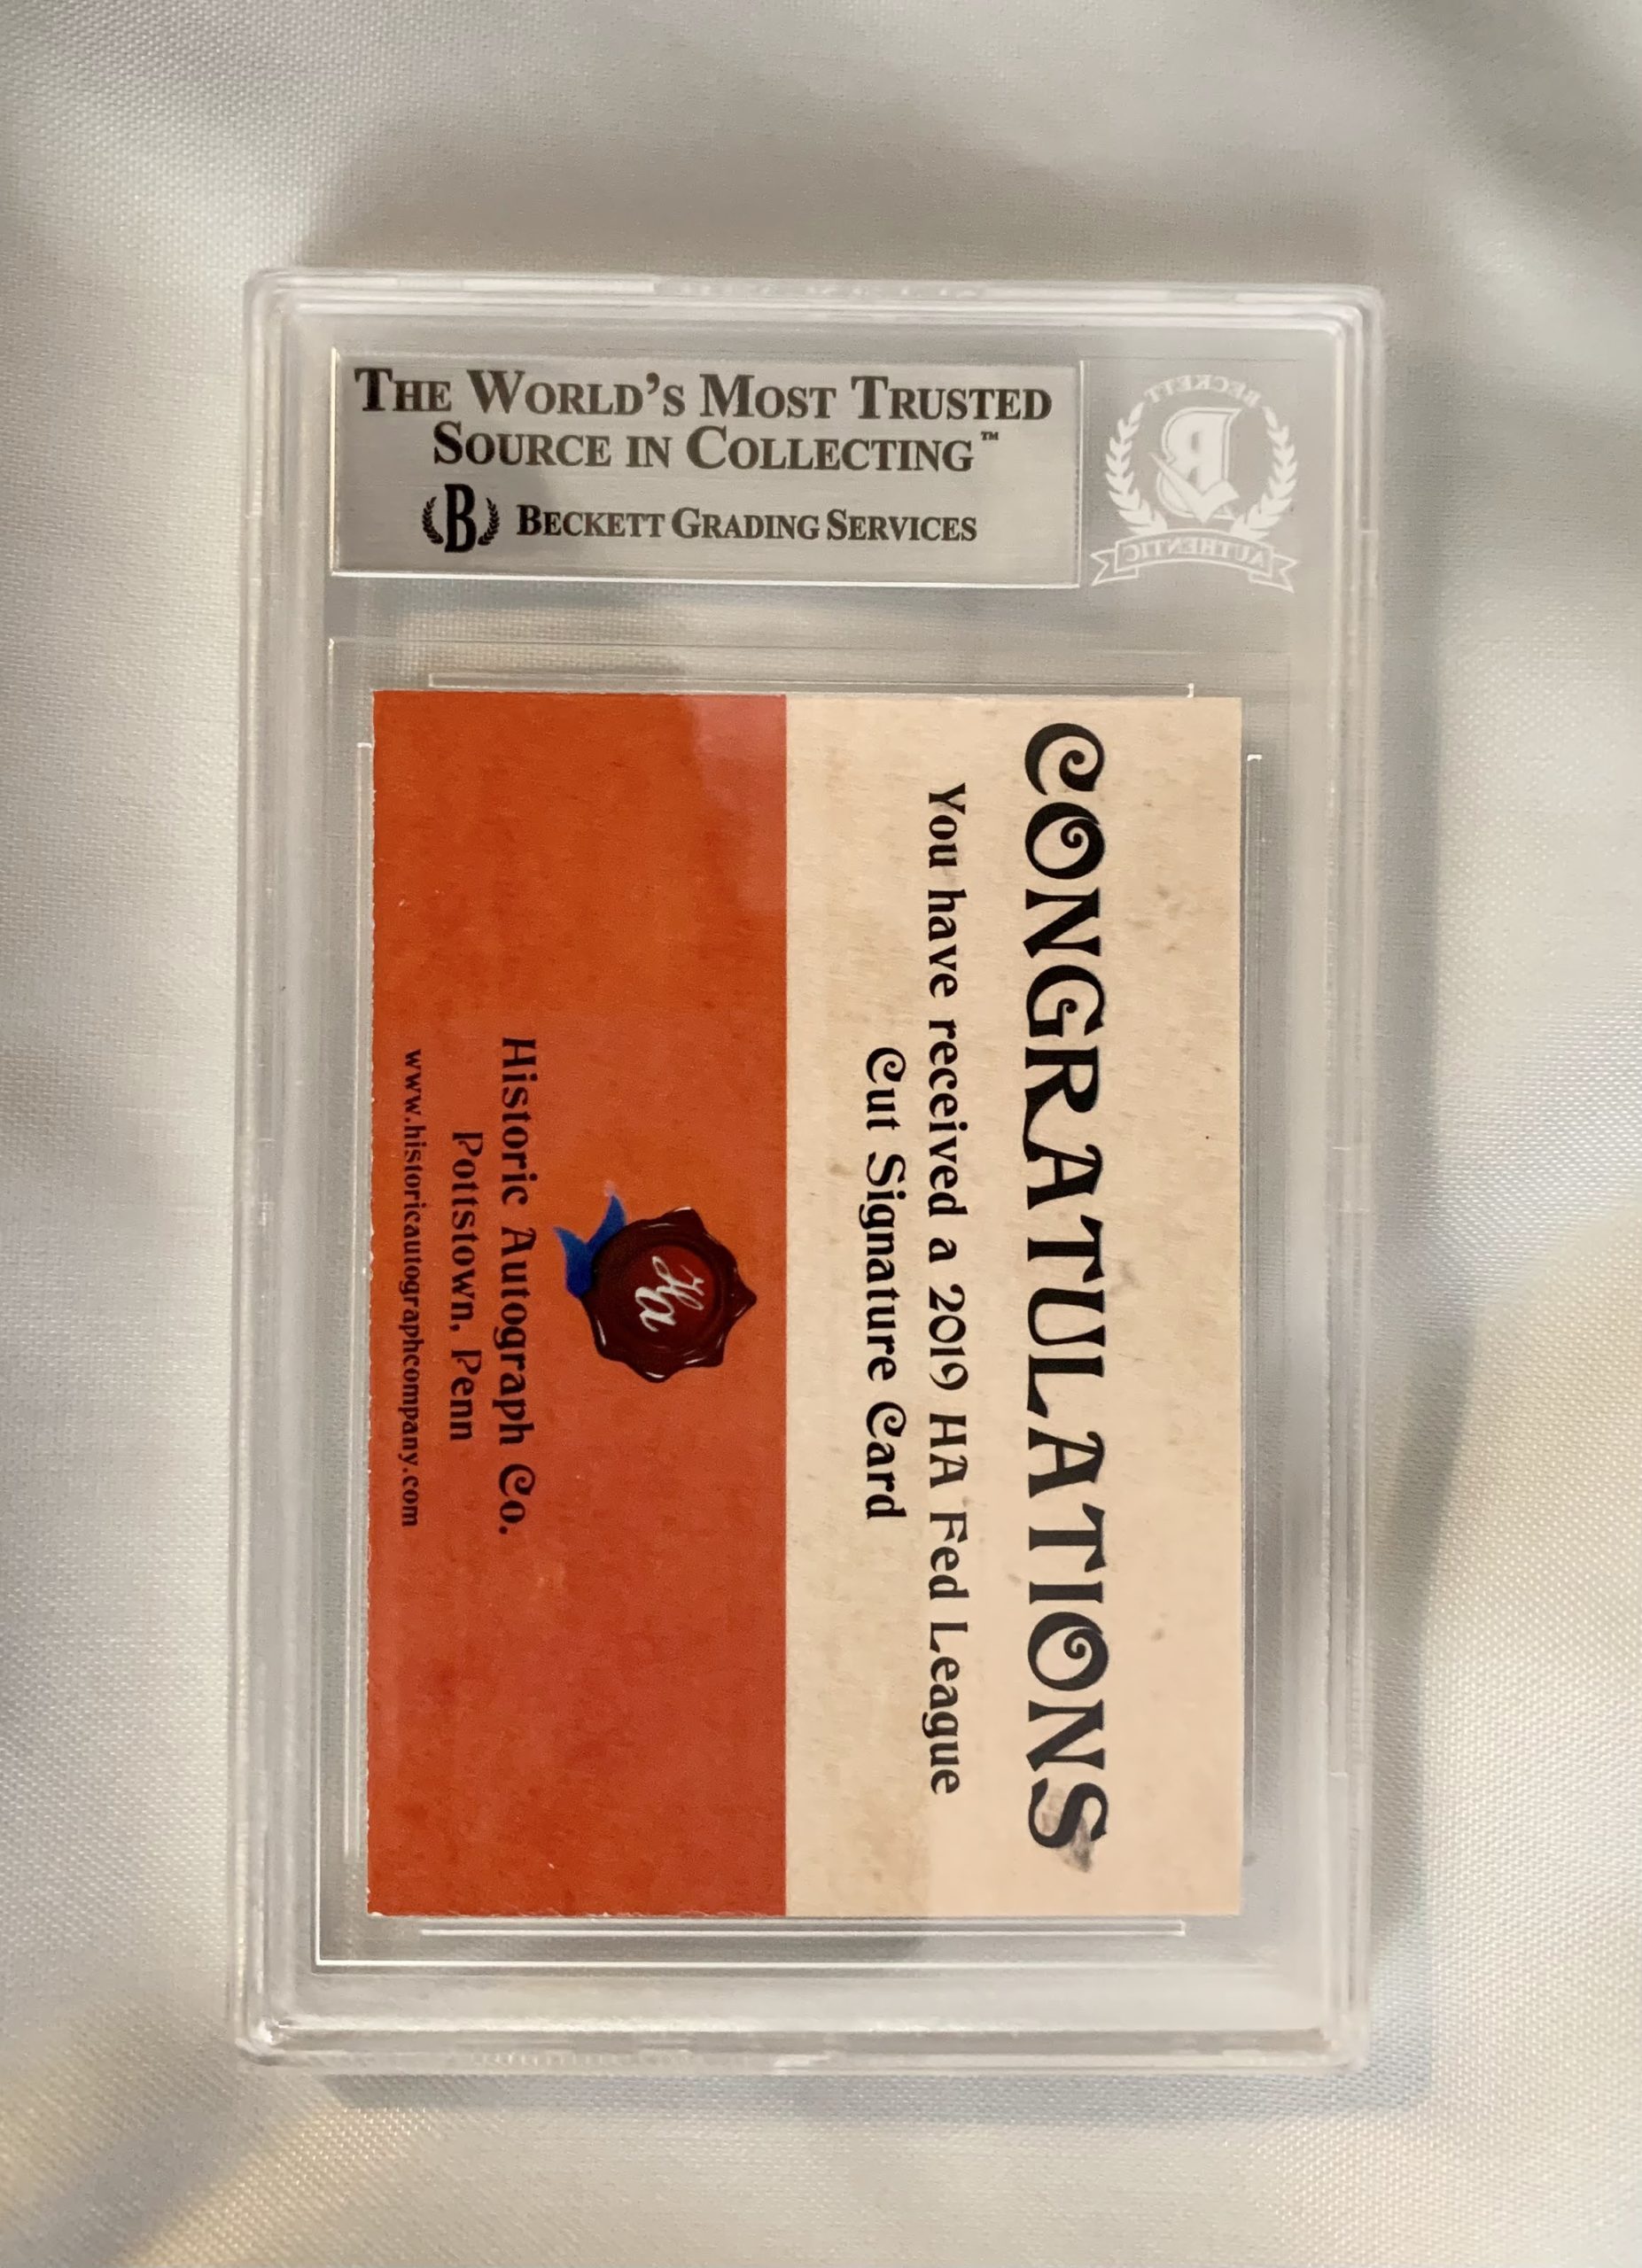 THE WORLD'S MOST TRUSTED
SOURCE IN COLLECTING™
B BECKETT GRADING SERVICES
BECKETT
B
AUTHENTIC
CONGRATULATIONS
You have received a 2019 HA Fed League
Cut Signature Card
Ha
Historic Autograph Co.
Pottstown, Penn
www.historicautographcompany.com